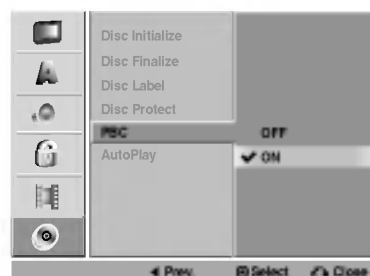 Disc Initialize
Disc Finalize
Disc Label
Disc Protect
PBC OFF
AutoPlay ✔ ON
Prev. Select Close